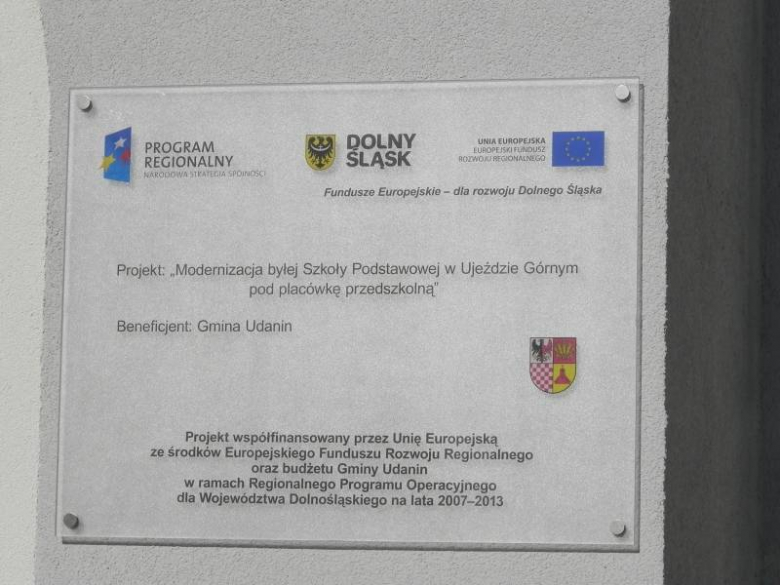 PROGRAM
REGIONALNY
NARODOWA STRATEGIA SPÓJNOŚCI
DOLNY
ŚLĄSK
UNIA EUROPEJSKA
EUROPEJSKI FUNDUSZ
ROZWOJU REGIONALNEGO
Fundusze Europejskie – dla rozwoju Dolnego Śląska
Projekt: „Modernizacja byłej Szkoły Podstawowej w Ujeździe Górnym
pod placówkę przedszkolną”
Beneficjent: Gmina Udanin
Projekt współfinansowany przez Unię Europejską
ze środków Europejskiego Funduszu Rozwoju Regionalnego
oraz budżetu Gminy Udanin
w ramach Regionalnego Programu Operacyjnego
dla Województwa Dolnośląskiego na lata 2007–2013